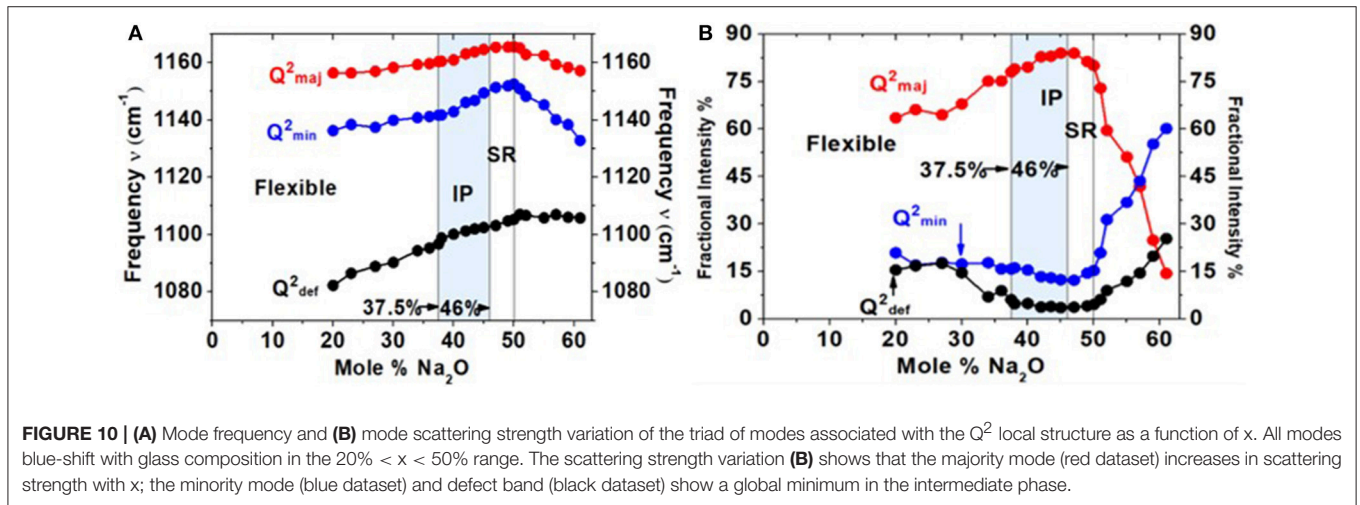 A
Frequency ν (cm⁻¹)
1160
1140
1120
1100
1080
Q²maj
Q²min
Flexible
SR
IP
Q²def
37.5% 46%
1160
1140
1120
1100
1080
Frequency ν (cm⁻¹)
0 10 20 30 40 50 60
Mole % Na₂O
B
Fractional Intensity %
90
75
60
45
30
15
0
Q²maj
IP
Flexible
SR
37.5% 46%
Q²min
Q²def
90
75
60
45
30
15
0
Fractional Intensity %
0 10 20 30 40 50 60
Mole % Na₂O
FIGURE 10 | (A) Mode frequency and (B) mode scattering strength variation of the triad of modes associated with the Q² local structure as a function of x. All modes
blue-shift with glass composition in the 20% < x < 50% range. The scattering strength variation (B) shows that the majority mode (red dataset) increases in scattering
strength with x; the minority mode (blue dataset) and defect band (black dataset) show a global minimum in the intermediate phase.